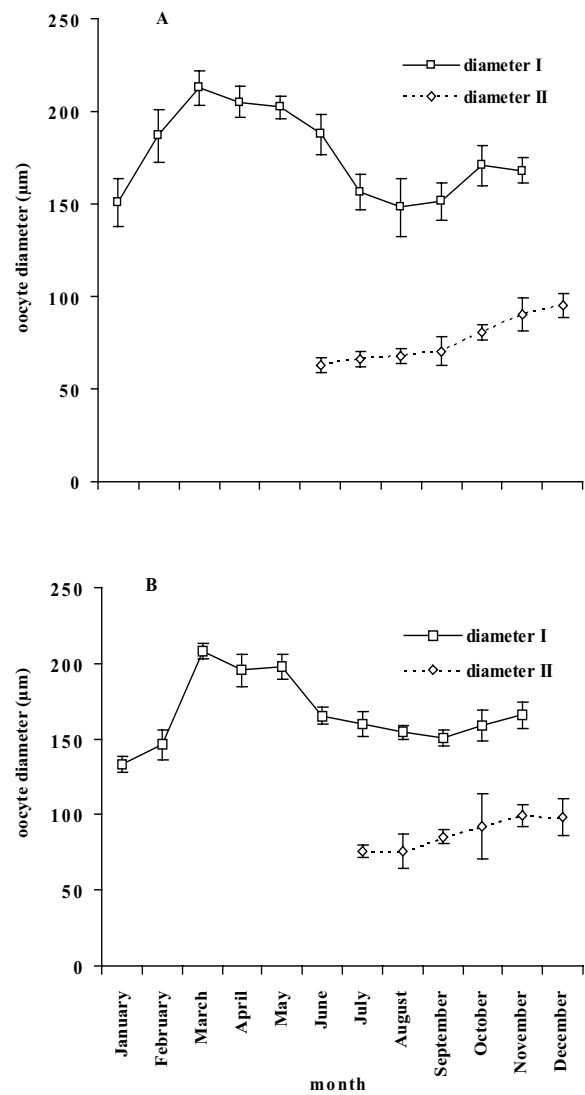 A
250
200
150
100
50
0
oocyte diameter (µm)
diameter I
diameter II
B
250
200
150
100
50
0
oocyte diameter (µm)
diameter I
diameter II
January
February
March
April
May
June
July
August
September
October
November
December
month